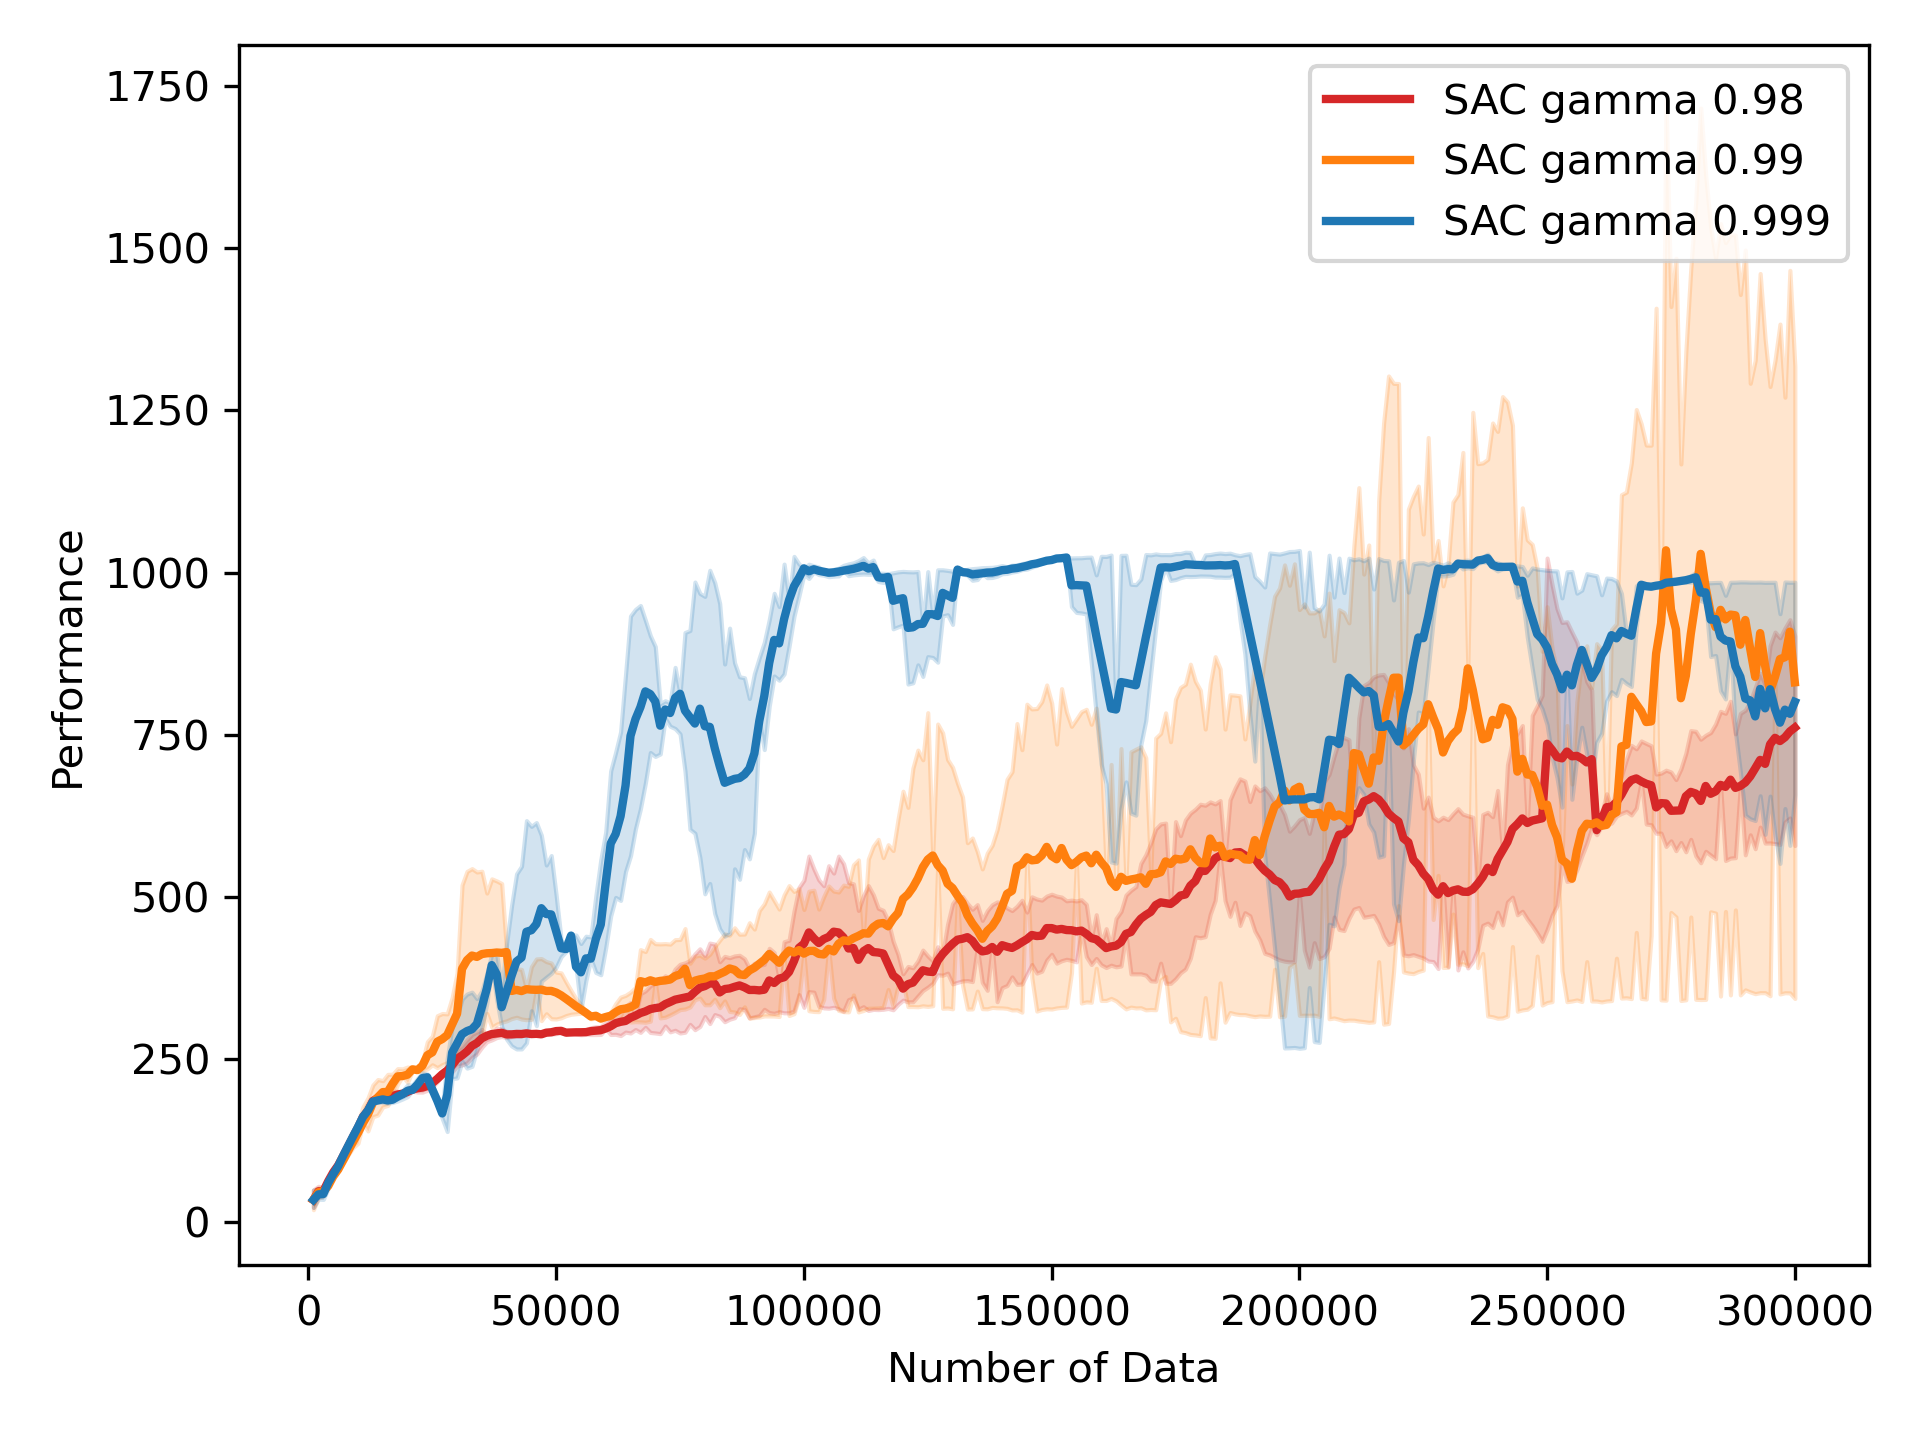 1750
1500
1250
1000
750
500
250
0
Performance
SAC gamma 0.98
SAC gamma 0.99
SAC gamma 0.999
0 50000 100000 150000 200000 250000 300000
Number of Data